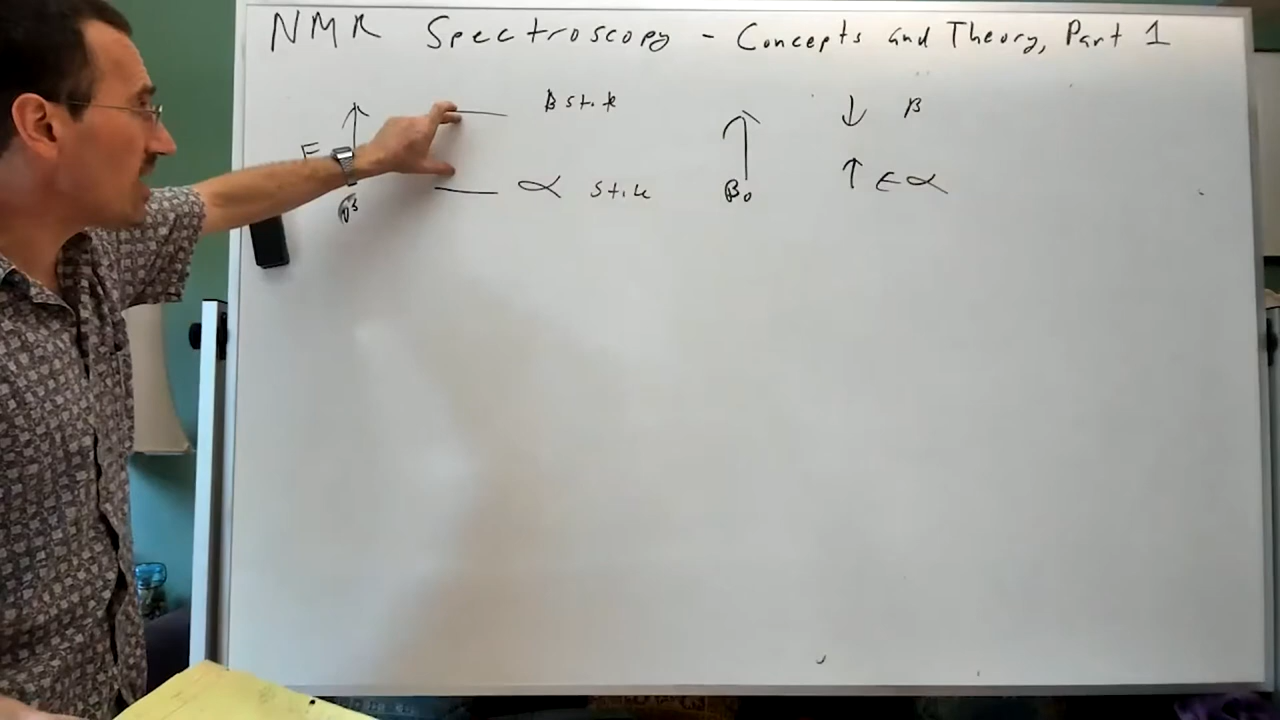 NMR Spectroscopy - Concepts and Theory, Part 1
B state
↓ β
E
α state
B₀
↑ ∈ α